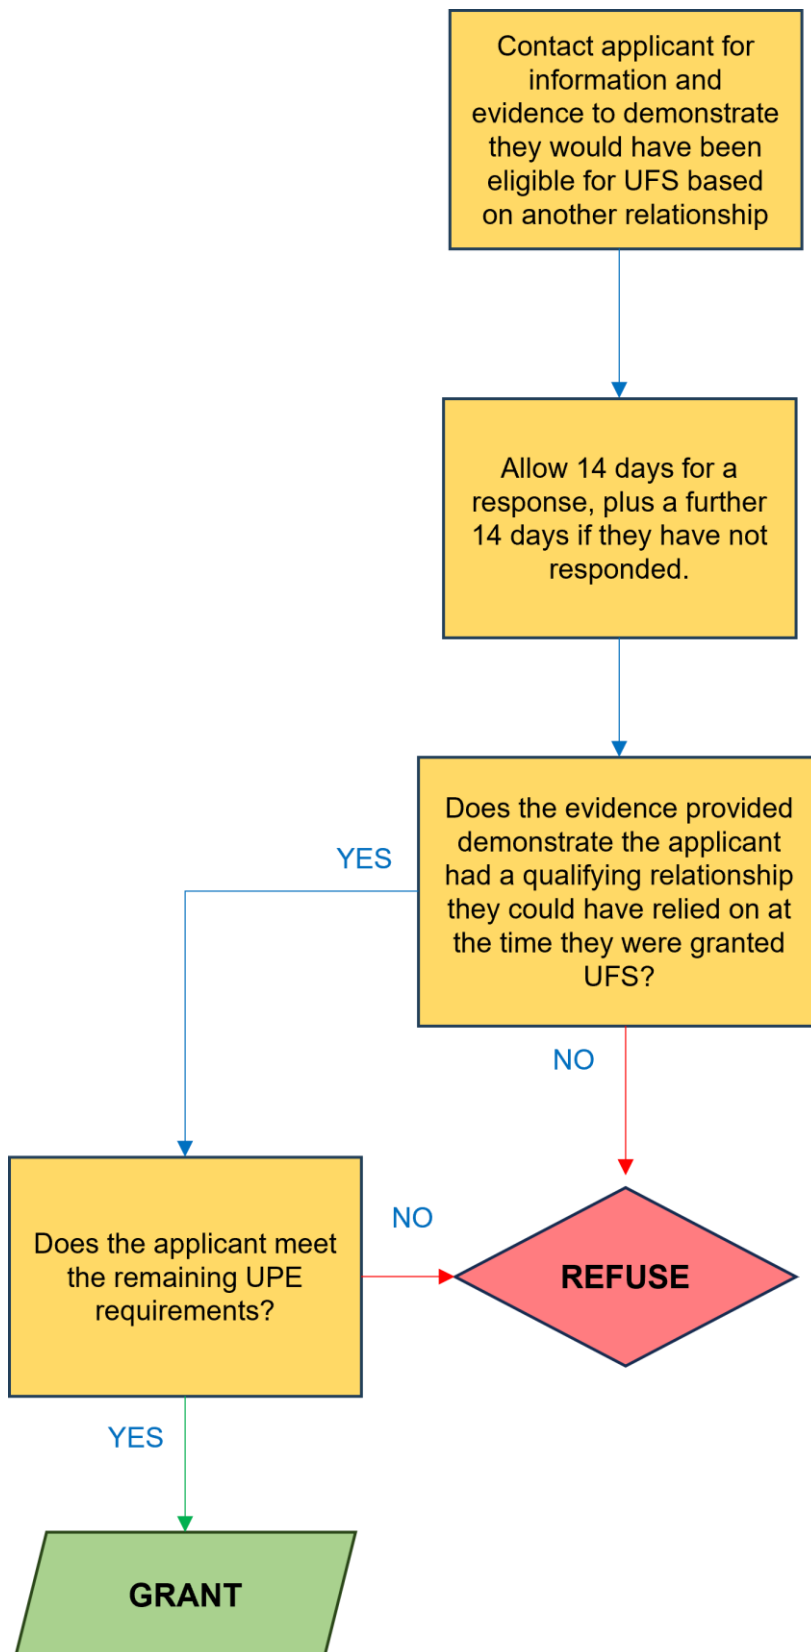 Contact applicant for
information and
evidence to demonstrate
they would have been
eligible for UFS based
on another relationship
Allow 14 days for a
response, plus a further
14 days if they have not
responded.
Does the evidence provided
demonstrate the applicant
had a qualifying relationship
they could have relied on at
the time they were granted
UFS?
YES
NO
Does the applicant meet
the remaining UPE
requirements?
NO
REFUSE
YES
GRANT